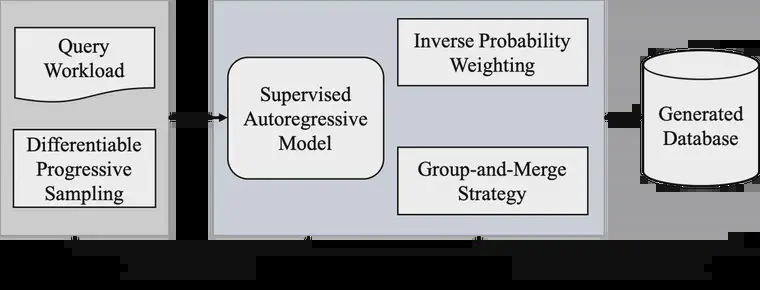 Query
Workload
Differentiable
Progressive
Sampling
Supervised
Autoregressive
Model
Inverse Probability
Weighting
Group-and-Merge
Strategy
Generated
Database